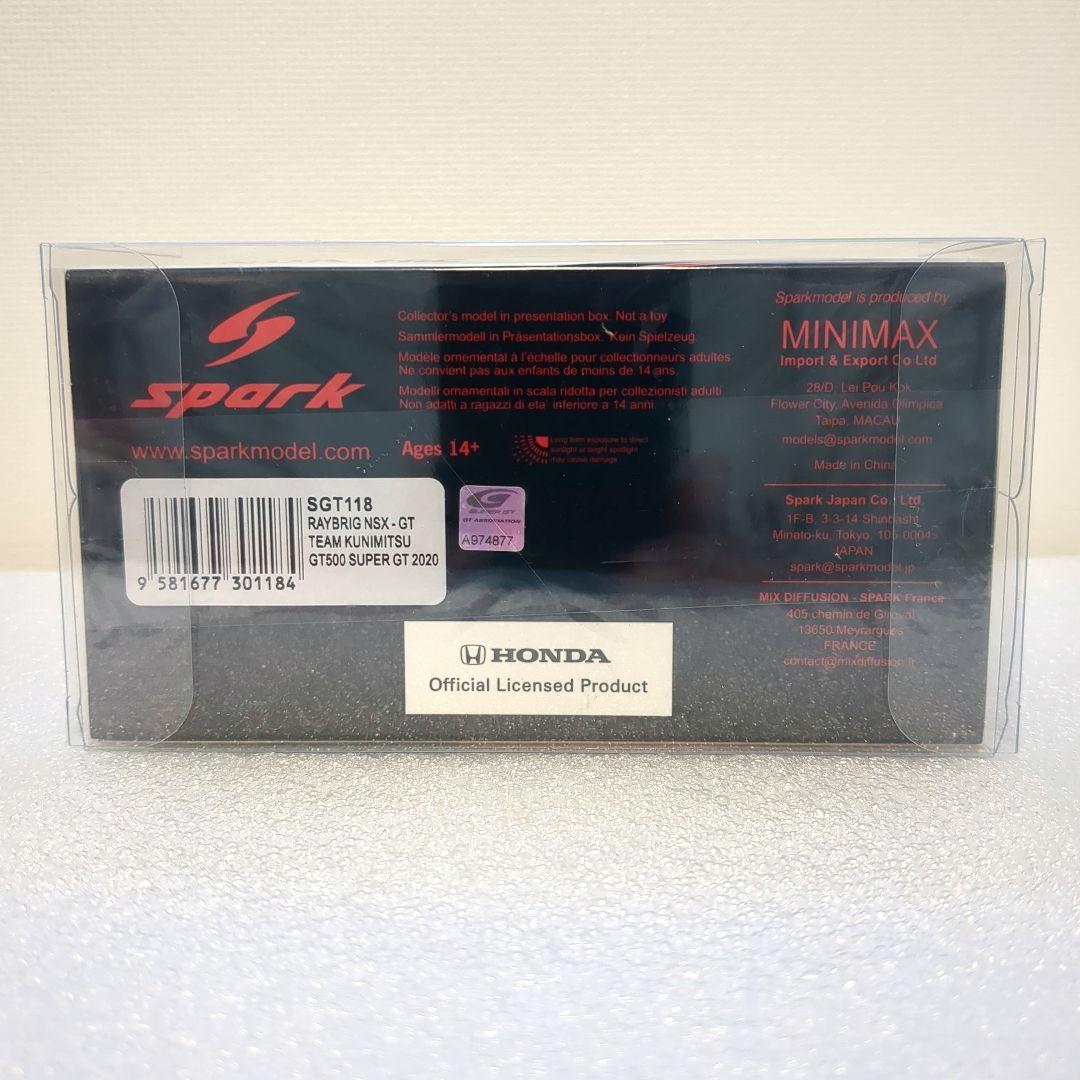 spark
www.sparkmodel.com
Collector's model in presentation box. Not a toy
Sammlermodell in Präsentationsbox. Kein Spielzeug.
Modèle ornemental à l'échelle pour collectionneurs adultes
Ne convient pas aux enfants de moins de 14 ans.
Modelli ornamentali in scala ridotta per collezionisti adulti
Non adatti a ragazzi di eta' inferiore a 14 anni.
Ages 14+
Long term exposure to direct
sunlight or bright spotlight
may cause damage
Sparkmodel is produced by
MINIMAX
Import & Export Co Ltd
28/D, Lei Pou Kok
Flower City, Avenida Olimpica
Taipa, MACAU
models@sparkmodel.com
Made in China
Spark Japan Co., Ltd.
1F-B, 3-3-14 Shinbashi
Minato-ku, Tokyo, 105-0004
JAPAN
spark@sparkmodel.jp
MIX DIFFUSION - SPARK France
405 chemin de
13650 Meyrargues
FRANCE
contact@mixdiffusion.fr
SGT118
RAYBRIG NSX - GT
TEAM KUNIMITSU
GT500 SUPER GT 2020
9 581677 301184
SUPER GT
GT ASSOCIATION
A974877
HONDA
Official Licensed Product